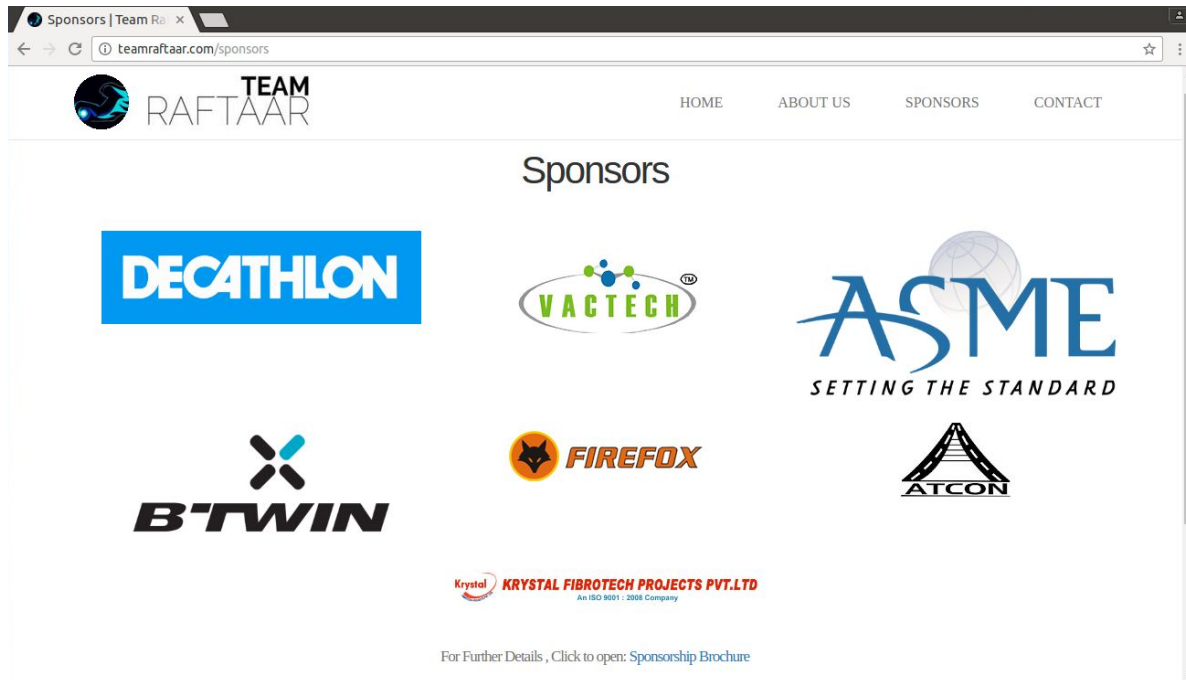 Sponsors | Team Ra
teamraftaar.com/sponsors
TEAM
RAFTAAR
HOME ABOUT US SPONSORS CONTACT
Sponsors
DECATHLON
VACTECH TM
ASME
SETTING THE STANDARD
B'TWIN
FIREFOX
ATCON
Krystal KRYSTAL FIBROTECH PROJECTS PVT.LTD
An ISO 9001 : 2008 Company
For Further Details , Click to open: Sponsorship Brochure